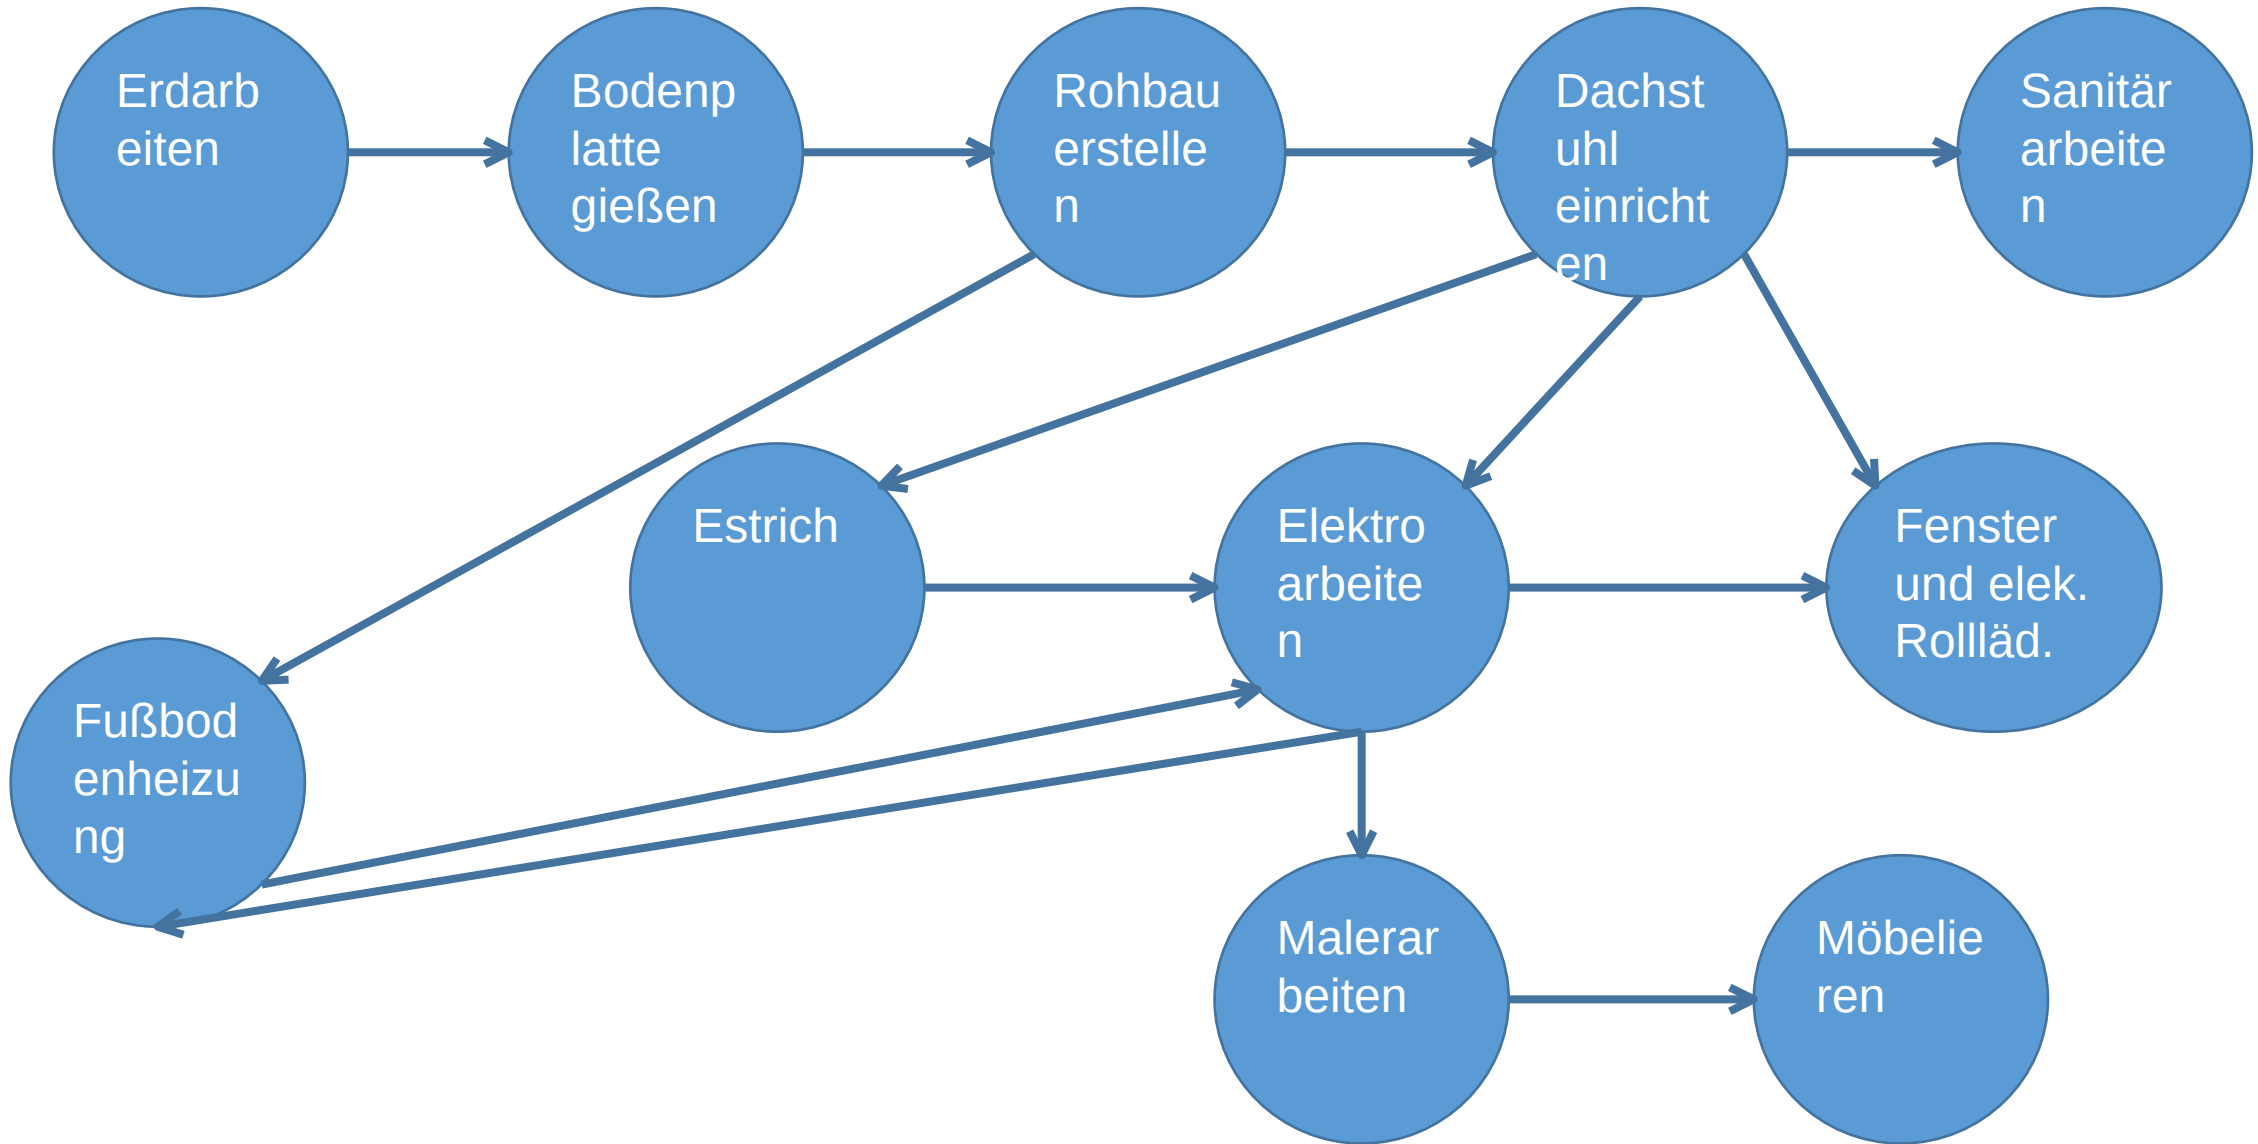 Erdarb
eiten
Bodenp
latte
gießen
Rohbau
erstelle
n
Dachst
uhl
einricht
en
Sanitär
arbeite
n
Estrich
Elektro
arbeite
n
Fenster
und elek.
Rollläd.
Fußbod
enheizu
ng
Malerar
beiten
Möbelie
ren